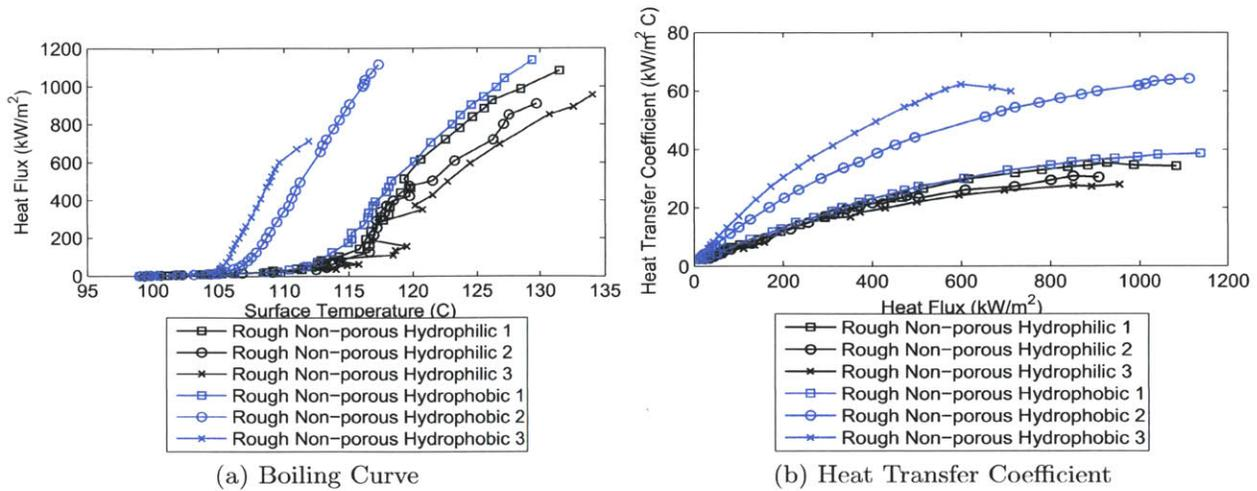 Heat Flux (kW/m²)
1200
1000
800
600
400
200
0
95
100
105
110
115
120
125
130
135
Surface Temperature (C)
Rough Non−porous Hydrophilic 1
Rough Non−porous Hydrophilic 2
Rough Non−porous Hydrophilic 3
Rough Non−porous Hydrophobic 1
Rough Non−porous Hydrophobic 2
Rough Non−porous Hydrophobic 3
(a) Boiling Curve
Heat Transfer Coefficient (kW/m² C)
80
60
40
20
0
0
200
400
600
800
1000
1200
Heat Flux (kW/m²)
Rough Non−porous Hydrophilic 1
Rough Non−porous Hydrophilic 2
Rough Non−porous Hydrophilic 3
Rough Non−porous Hydrophobic 1
Rough Non−porous Hydrophobic 2
Rough Non−porous Hydrophobic 3
(b) Heat Transfer Coefficient